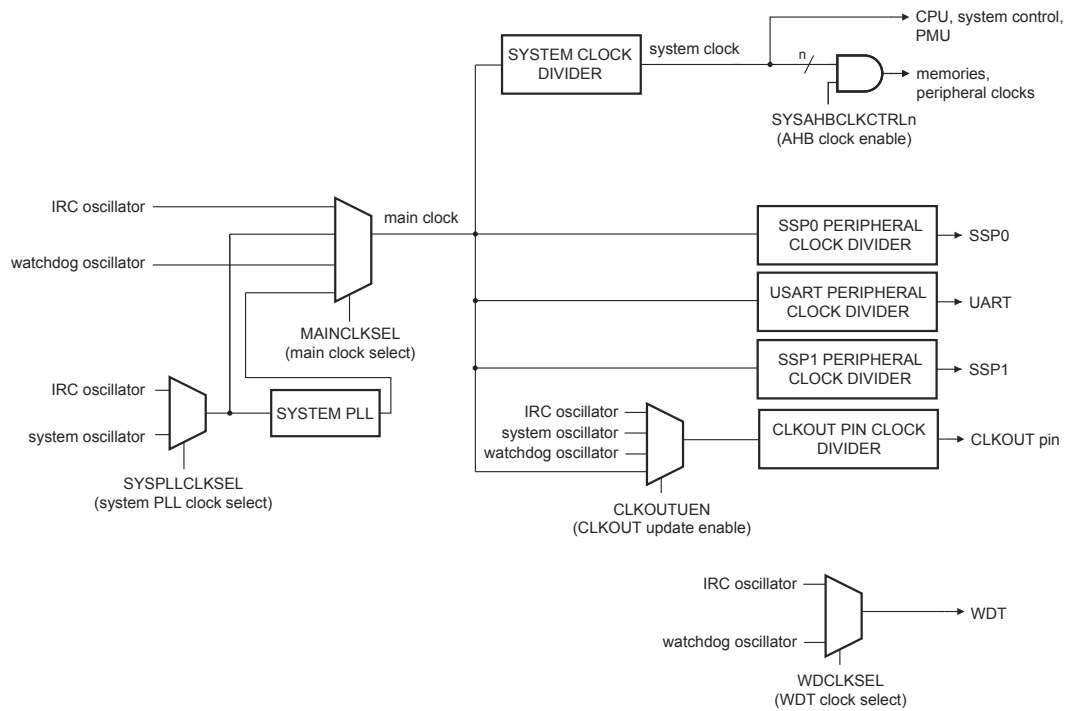 CPU, system control,
PMU
SYSTEM CLOCK
DIVIDER
system clock
n
memories,
peripheral clocks
SYSAHBCLKCTRLn
(AHB clock enable)
IRC oscillator
watchdog oscillator
main clock
MAINCLKSEL
(main clock select)
SSP0 PERIPHERAL
CLOCK DIVIDER
SSP0
USART PERIPHERAL
CLOCK DIVIDER
UART
SSP1 PERIPHERAL
CLOCK DIVIDER
SSP1
IRC oscillator
system oscillator
SYSTEM PLL
SYSPLLCLKSEL
(system PLL clock select)
IRC oscillator
system oscillator
watchdog oscillator
CLKOUT PIN CLOCK
DIVIDER
CLKOUT pin
CLKOUTUEN
(CLKOUT update enable)
IRC oscillator
watchdog oscillator
WDT
WDCLKSEL
(WDT clock select)